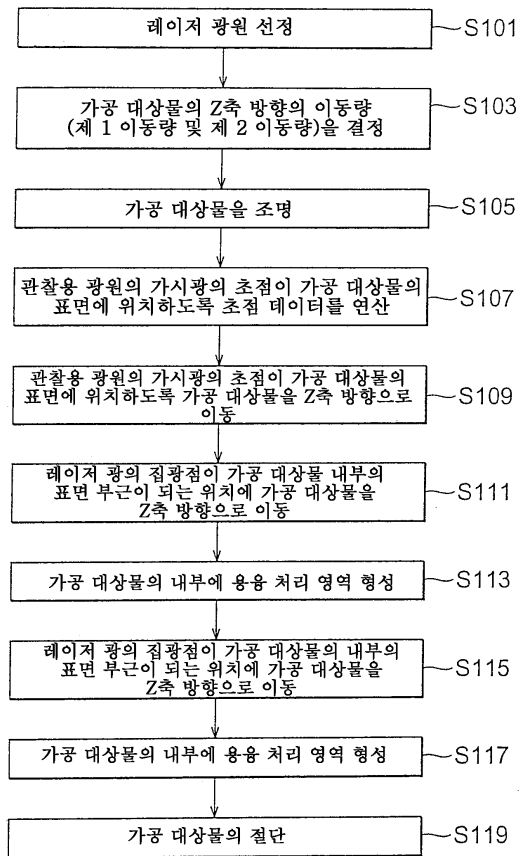 레이저 광원 선정
S101
가공 대상물의 Z축 방향의 이동량
(제 1 이동량 및 제 2 이동량)을 결정
S103
가공 대상물을 조명
S105
관찰용 광원의 가시광의 초점이 가공 대상물의
표면에 위치하도록 초점 데이터를 연산
S107
관찰용 광원의 가시광의 초점이 가공 대상물의
표면에 위치하도록 가공 대상물을 Z축 방향으로
이동
S109
레이저 광의 집광점이 가공 대상물 내부의
표면 부근이 되는 위치에 가공 대상물을
Z축 방향으로 이동
S111
가공 대상물의 내부에 용융 처리 영역 형성
S113
레이저 광의 집광점이 가공 대상물의 내부의
표면 부근이 되는 위치에 가공 대상물을
Z축 방향으로 이동
S115
가공 대상물의 내부에 용융 처리 영역 형성
S117
가공 대상물의 절단
S119